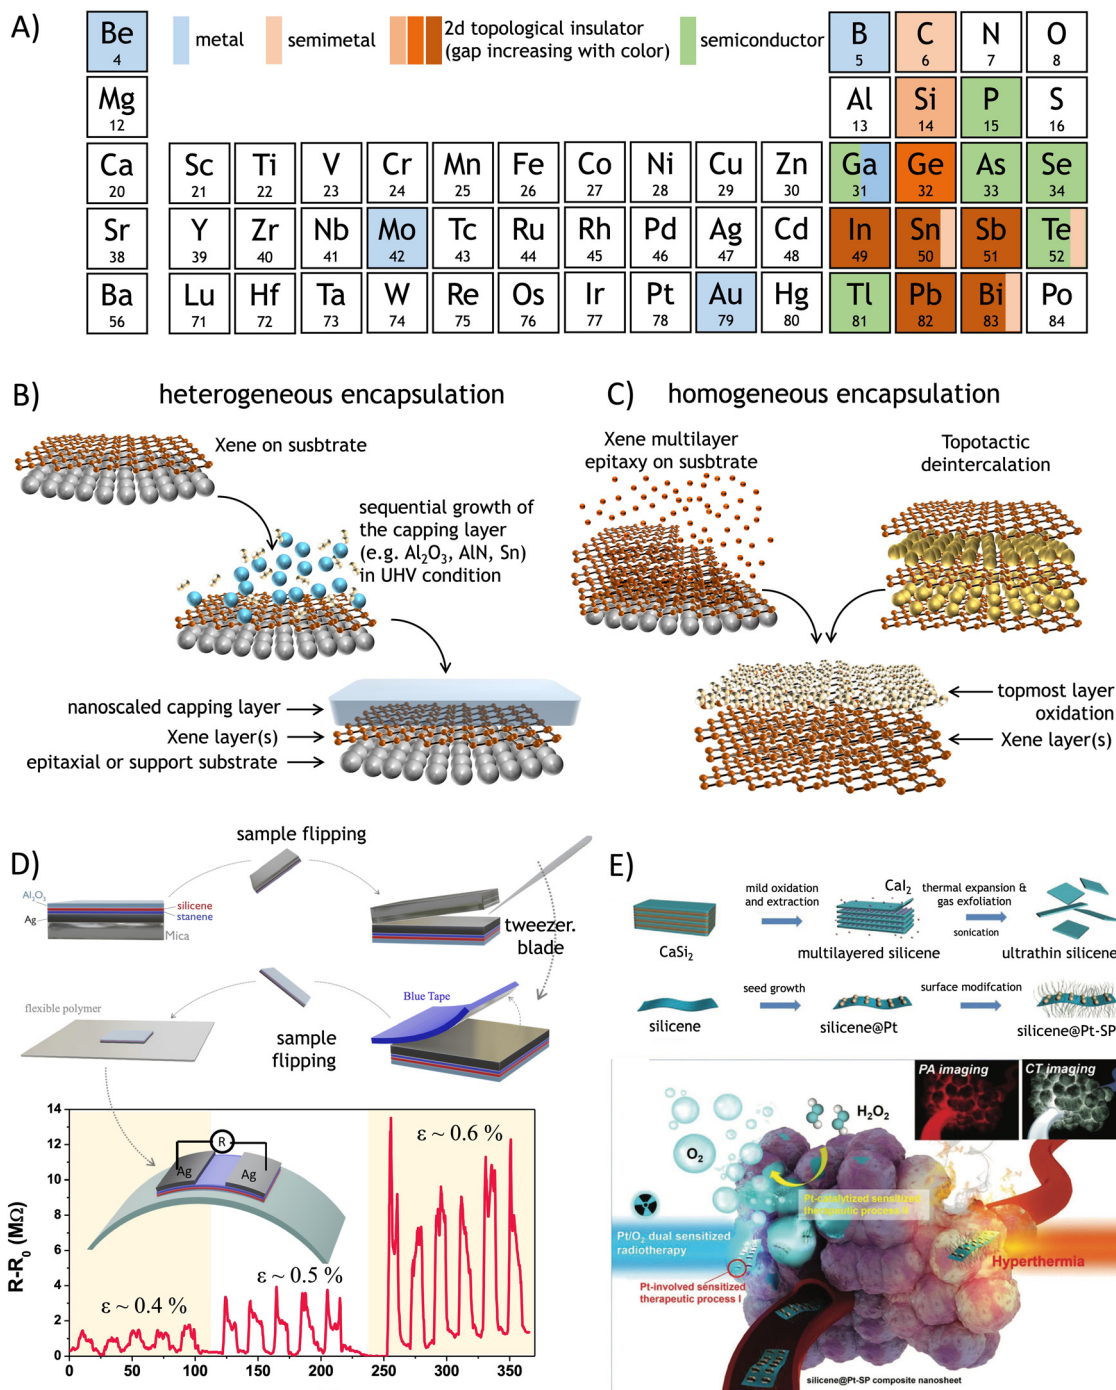 A)
metal
semimetal
2d topological insulator
(gap increasing with color)
semiconductor
Be
4
B
5
C
6
N
7
O
8
Mg
12
Al
13
Si
14
P
15
S
16
Ca
20
Sc
21
Ti
22
V
23
Cr
24
Mn
25
Fe
26
Co
27
Ni
28
Cu
29
Zn
30
Ga
31
Ge
32
As
33
Se
34
Sr
38
Y
39
Zr
40
Nb
41
Mo
42
Tc
43
Ru
44
Rh
45
Pd
46
Ag
47
Cd
48
In
49
Sn
50
Sb
51
Te
52
Ba
56
Lu
71
Hf
72
Ta
73
W
74
Re
75
Os
76
Ir
77
Pt
78
Au
79
Hg
80
Tl
81
Pb
82
Bi
83
Po
84
B)
heterogeneous encapsulation
Xene on susbtrate
sequential growth of
the capping layer
(e.g. Al₂O₃, AlN, Sn)
in UHV condition
nanoscaled capping layer
Xene layer(s)
epitaxial or support substrate
C)
homogeneous encapsulation
Xene multilayer
epitaxy on susbtrate
Topotactic
deintercalation
topmost layer
oxidation
Xene layer(s)
D)
sample flipping
Al₂O₃
silicene
stanene
Ag
Mica
tweezer.
blade
Blue Tape
flexible polymer
sample
flipping
R-R₀ (MΩ)
14
12
10
8
6
4
2
0
0
50
100
150
200
250
300
350
R
Ag
Ag
ε ~ 0.4 %
ε ~ 0.5 %
ε ~ 0.6 %
E)
CaSi₂
mild oxidation
and extraction
CaI₂
multilayered silicene
thermal expansion &
gas exfoliation
sonication
ultrathin silicene
silicene
seed growth
silicene@Pt
surface modifcation
silicene@Pt-SP
PA imaging
CT imaging
H₂O₂
O₂
Pt-catalytized sensitized
therapeutic process II
Pt/O₂ dual sensitized
radiotherapy
Pt-involved sensitized
therapeutic process I
Hyperthermia
silicene@Pt-SP composite nanosheet